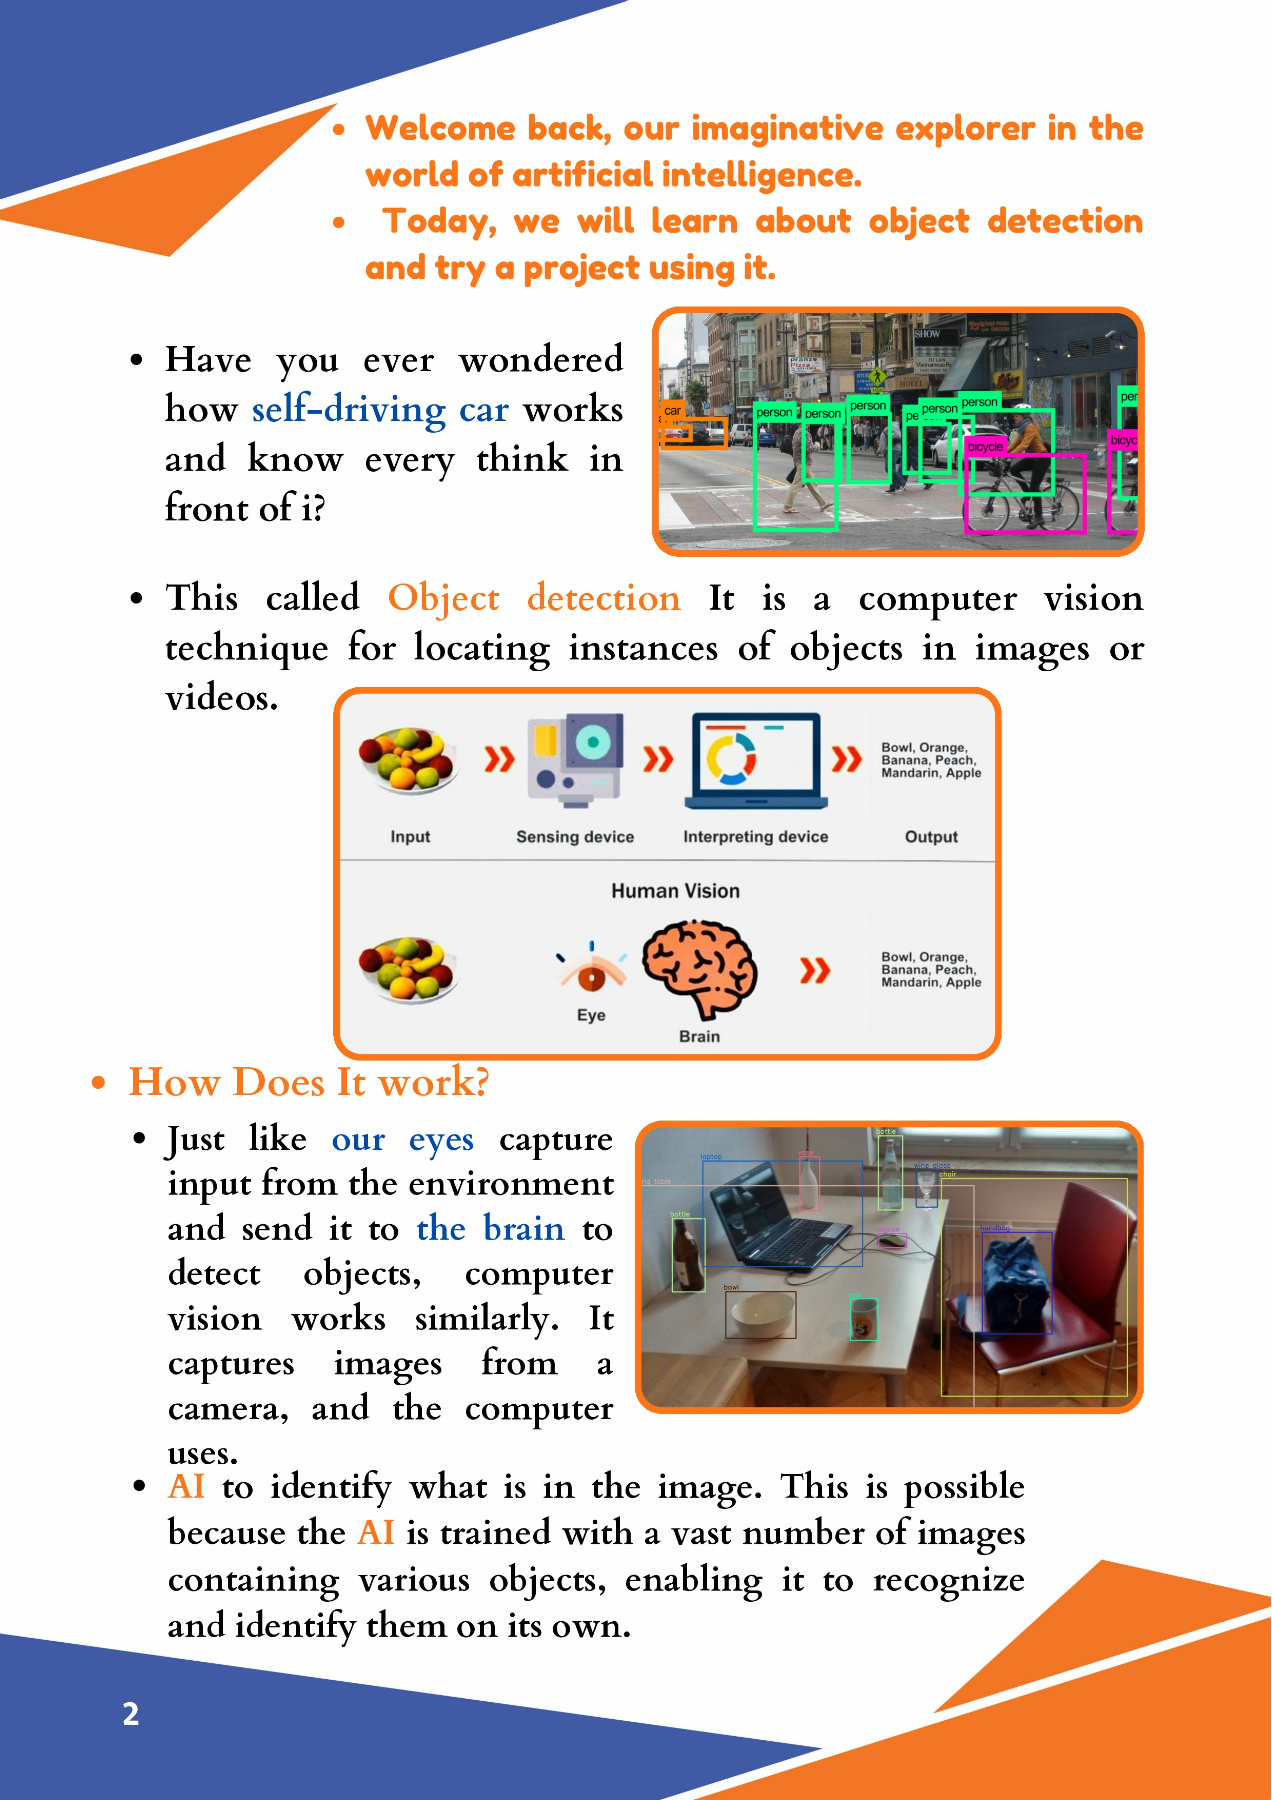 • Welcome back, our imaginative explorer in the
world of artificial intelligence.
• Today, we will learn about object detection
and try a project using it.
• Have you ever wondered
how self-driving car works
and know every think in
front of i?
SHOW
HOTEL
car
person
person
person
pe
person
person
bicycle
per
bicyc
• This called Object detection It is a computer vision
technique for locating instances of objects in images or
videos.
Bowl, Orange,
Banana, Peach,
Mandarin, Apple
Input
Sensing device
Interpreting device
Output
Human Vision
Bowl, Orange,
Banana, Peach,
Mandarin, Apple
Eye
Brain
• How Does It work?
• Just like our eyes capture
input from the environment
and send it to the brain to
detect objects, computer
vision works similarly. It
captures images from a
camera, and the computer
uses.
bottle
laptop
wine glass
chair
bottle
handbag
bowl
• AI to identify what is in the image. This is possible
because the AI is trained with a vast number of images
containing various objects, enabling it to recognize
and identify them on its own.
2